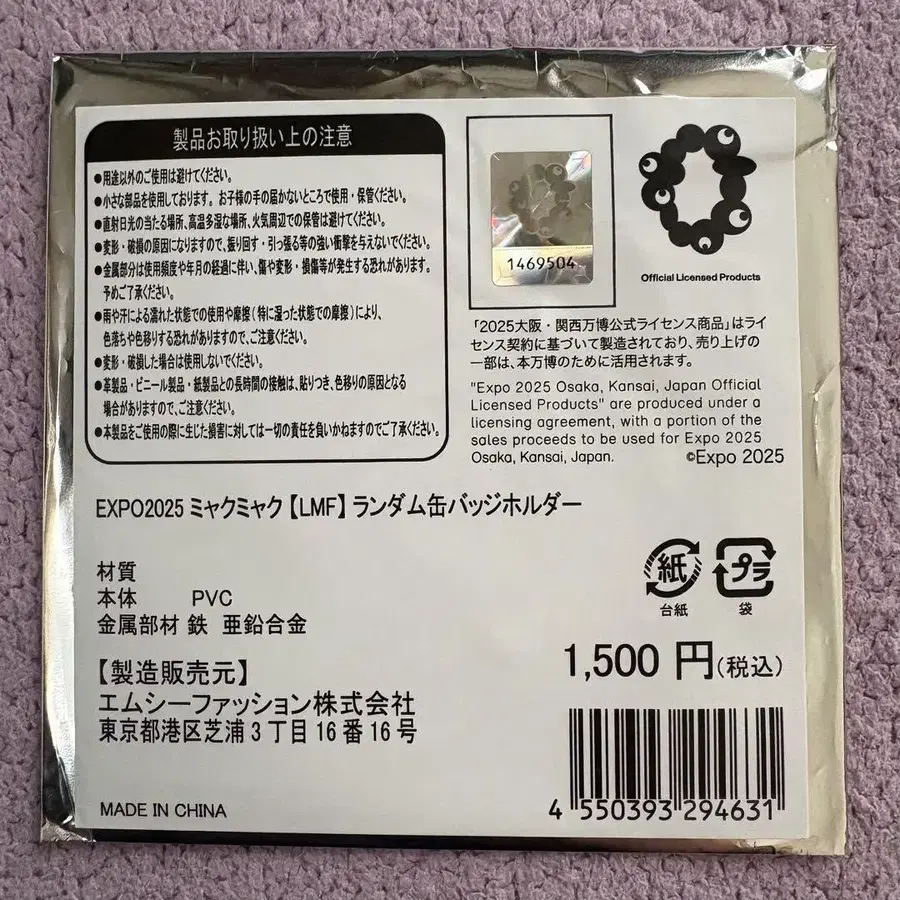 製品お取り扱い上の注意
●用途以外のご使用は避けてください。
●小さな部品を使用しております。お子様の手の届かないところで使用・保管ください。
●直射日光の当たる場所、高温多湿な場所、火気周辺での保管は避けてください。
●変形・破損の原因になりますので、振り回す・引っ張る等の強い衝撃を与えないでください。
●金属部分は使用頻度や年月の経過に伴い、傷や変形・損傷等が発生する恐れがあります。
予めご了承ください。
●雨や汗による濡れた状態での使用や摩擦(特に湿った状態での摩擦)により、
色落ちや色移りする恐れがありますので、ご注意ください。
●変形・破損した場合は使用しないでください。
●革製品・ビニール製品・紙製品との長時間の接触は、貼りつき、色移りの原因となる
場合がありますので、ご注意ください。
●本製品をご使用の際に生じた損害に対しては一切の責任を負いかねますのでご了承ください。
1469504
Official Licensed Products
「2025大阪・関西万博公式ライセンス商品」はライ
センス契約に基づいて製造されており、売り上げの
一部は、本万博のために活用されます。
"Expo 2025 Osaka, Kansai, Japan Official
Licensed Products" are produced under a
licensing agreement, with a portion of the
sales proceeds to be used for Expo 2025
Osaka, Kansai, Japan.
©Expo 2025
EXPO2025 ミャクミャク【LMF】ランダム缶バッジホルダー
材質
本体 PVC
金属部材 鉄 亜鉛合金
紙
台紙
プラ
袋
1,500 円(税込)
【製造販売元】
エムシーファッション株式会社
東京都港区芝浦3丁目16番16号
MADE IN CHINA
4 550393 294631